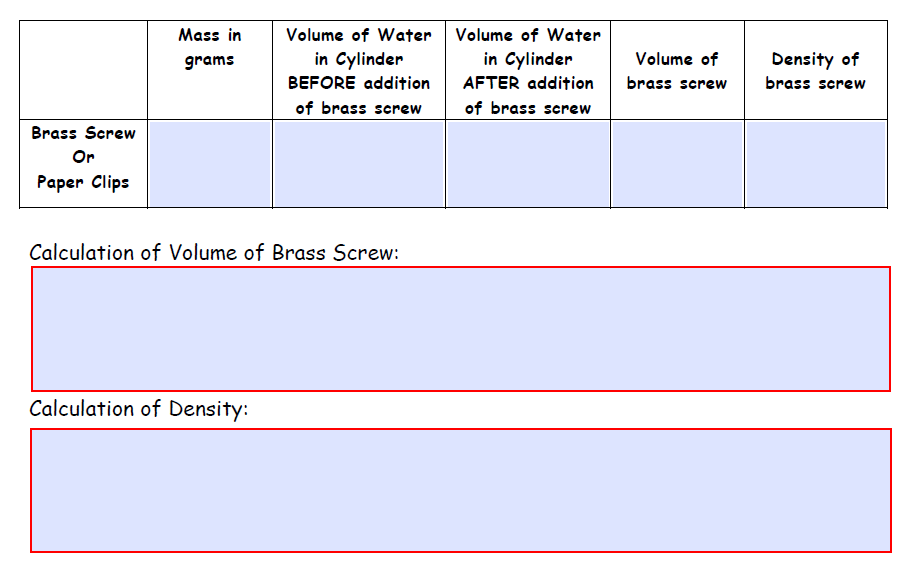 Mass in
grams
Volume of Water
in Cylinder
BEFORE addition
of brass screw
Volume of Water
in Cylinder
AFTER addition
of brass screw
Volume of
brass screw
Density of
brass screw
Brass Screw
Or
Paper Clips
Calculation of Volume of Brass Screw:
Calculation of Density: